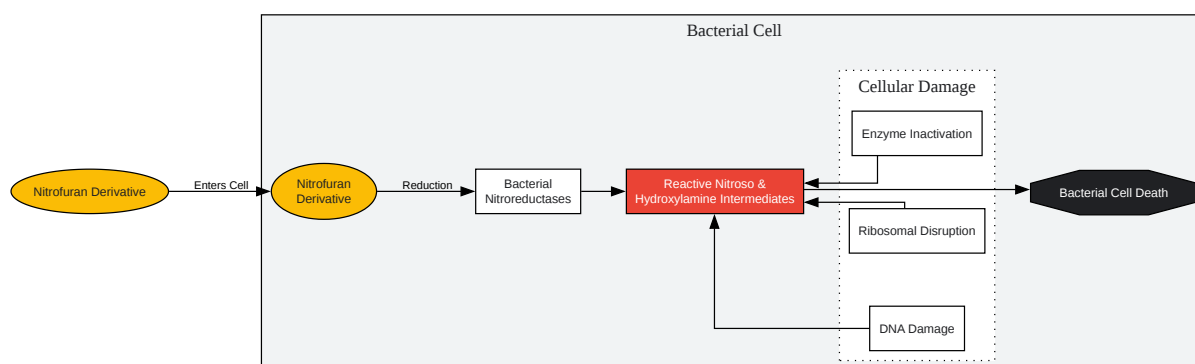 Bacterial Cell
Cellular Damage
Enzyme Inactivation
Nitrofuran Derivative
Enters Cell
Nitrofuran
Derivative
Reduction
Bacterial
Nitroreductases
Reactive Nitroso &
Hydroxylamine Intermediates
Bacterial Cell Death
Ribosomal Disruption
DNA Damage